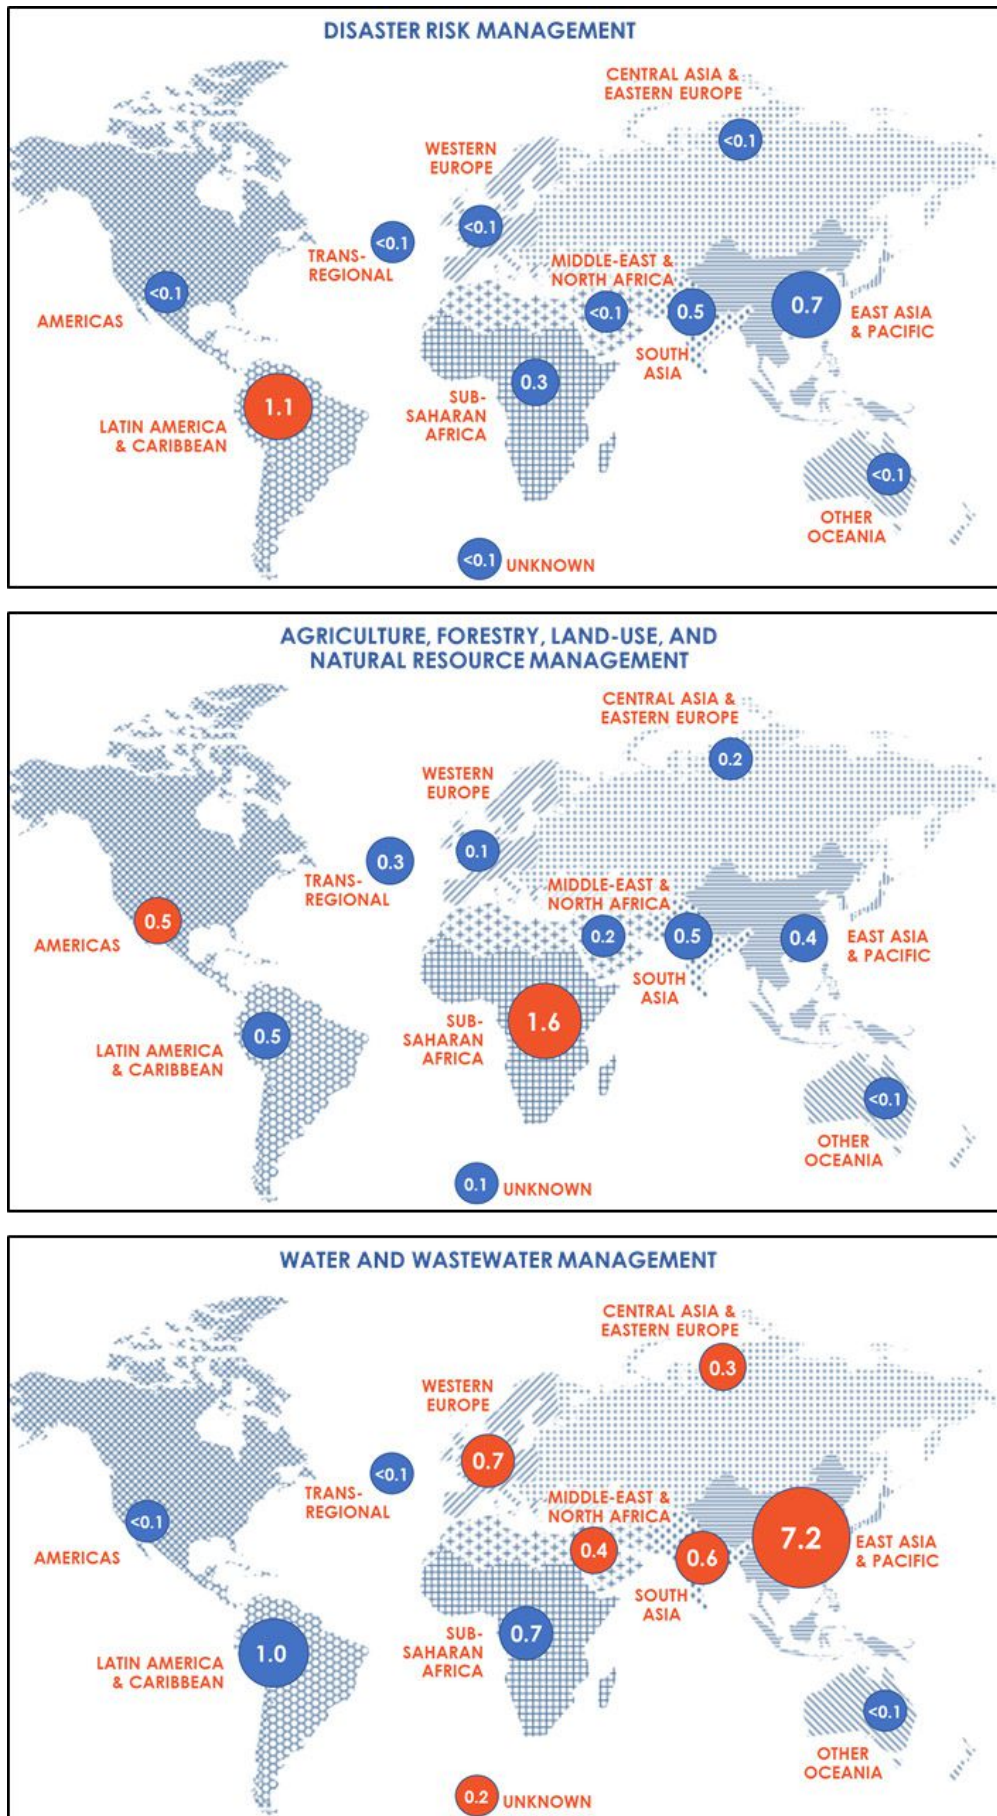 DISASTER RISK MANAGEMENT
CENTRAL ASIA &
EASTERN EUROPE
<0.1
WESTERN
EUROPE
<0.1
<0.1
TRANS-
REGIONAL
MIDDLE-EAST &
NORTH AFRICA
<0.1
<0.1
AMERICAS
0.5
SOUTH
ASIA
0.7
EAST ASIA
& PACIFIC
0.3
SUB-
SAHARAN
AFRICA
1.1
LATIN AMERICA
& CARIBBEAN
<0.1
OTHER
OCEANIA
<0.1
UNKNOWN
AGRICULTURE, FORESTRY, LAND-USE, AND
NATURAL RESOURCE MANAGEMENT
CENTRAL ASIA &
EASTERN EUROPE
0.2
WESTERN
EUROPE
0.1
0.3
TRANS-
REGIONAL
MIDDLE-EAST &
NORTH AFRICA
0.2
0.5
AMERICAS
0.5
SOUTH
ASIA
0.4
EAST ASIA
& PACIFIC
1.6
SUB-
SAHARAN
AFRICA
0.5
LATIN AMERICA
& CARIBBEAN
<0.1
OTHER
OCEANIA
0.1
UNKNOWN
WATER AND WASTEWATER MANAGEMENT
CENTRAL ASIA &
EASTERN EUROPE
0.3
WESTERN
EUROPE
0.7
<0.1
TRANS-
REGIONAL
MIDDLE-EAST &
NORTH AFRICA
0.4
<0.1
AMERICAS
0.6
SOUTH
ASIA
7.2
EAST ASIA
& PACIFIC
0.7
SUB-
SAHARAN
AFRICA
1.0
LATIN AMERICA
& CARIBBEAN
<0.1
OTHER
OCEANIA
0.2
UNKNOWN